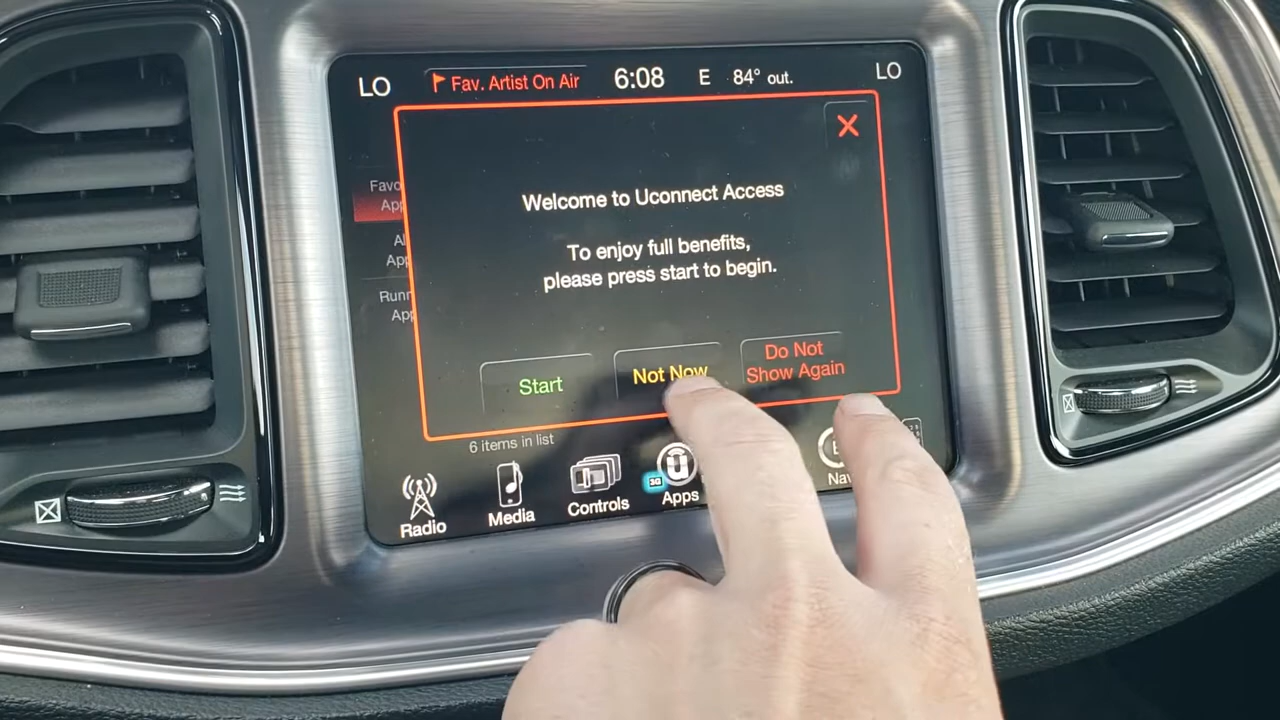 LO
Fav. Artist On Air
6:08
E
84° out.
LO
Welcome to Uconnect Access
To enjoy full benefits,
please press start to begin.
Start
Not Now
Do Not
Show Again
6 items in list
Radio
Media
Controls
3G
Apps